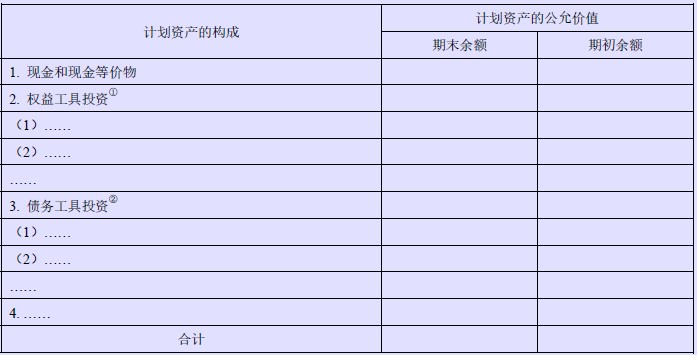 计划资产的构成
计划资产的公允价值
期末余额 期初余额
1. 现金和现金等价物
2. 权益工具投资①
（1）……
（2）……
……
3. 债务工具投资②
（1）……
（2）……
……
4. ……
合计